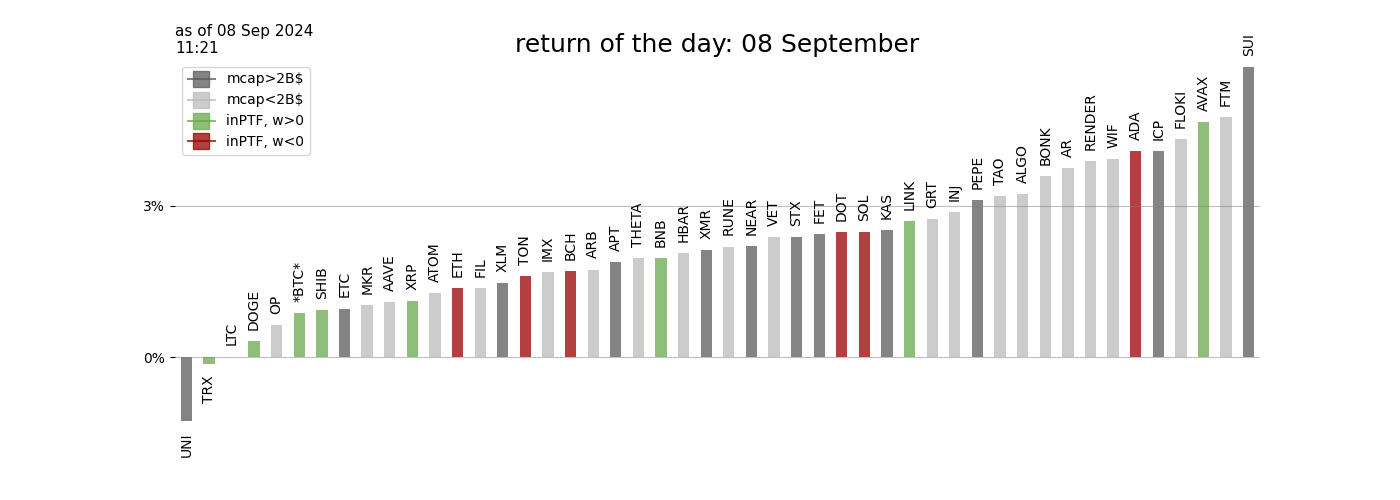 as of 08 Sep 2024
11:21
return of the day: 08 September
mcap>2B$
mcap<2B$
inPTF, w>0
inPTF, w<0
3%
0%
UNI
TRX
LTC
DOGE
OP
*BTC*
SHIB
ETC
MKR
AAVE
XRP
ATOM
ETH
FIL
XLM
TON
IMX
BCH
ARB
APT
THETA
BNB
HBAR
XMR
RUNE
NEAR
VET
STX
FET
DOT
SOL
KAS
LINK
GRT
INJ
PEPE
TAO
ALGO
BONK
AR
RENDER
WIF
ADA
ICP
FLOKI
AVAX
FTM
SUI